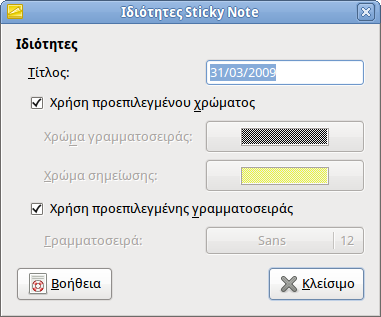 Ιδιότητες Sticky Note
Ιδιότητες
Τίτλος: 31/03/2009
Χρήση προεπιλεγμένου χρώματος
Χρώμα γραμματοσειράς:
Χρώμα σημείωσης:
Χρήση προεπιλεγμένης γραμματοσειράς
Γραμματοσειρά: Sans 12
Βοήθεια Κλείσιμο